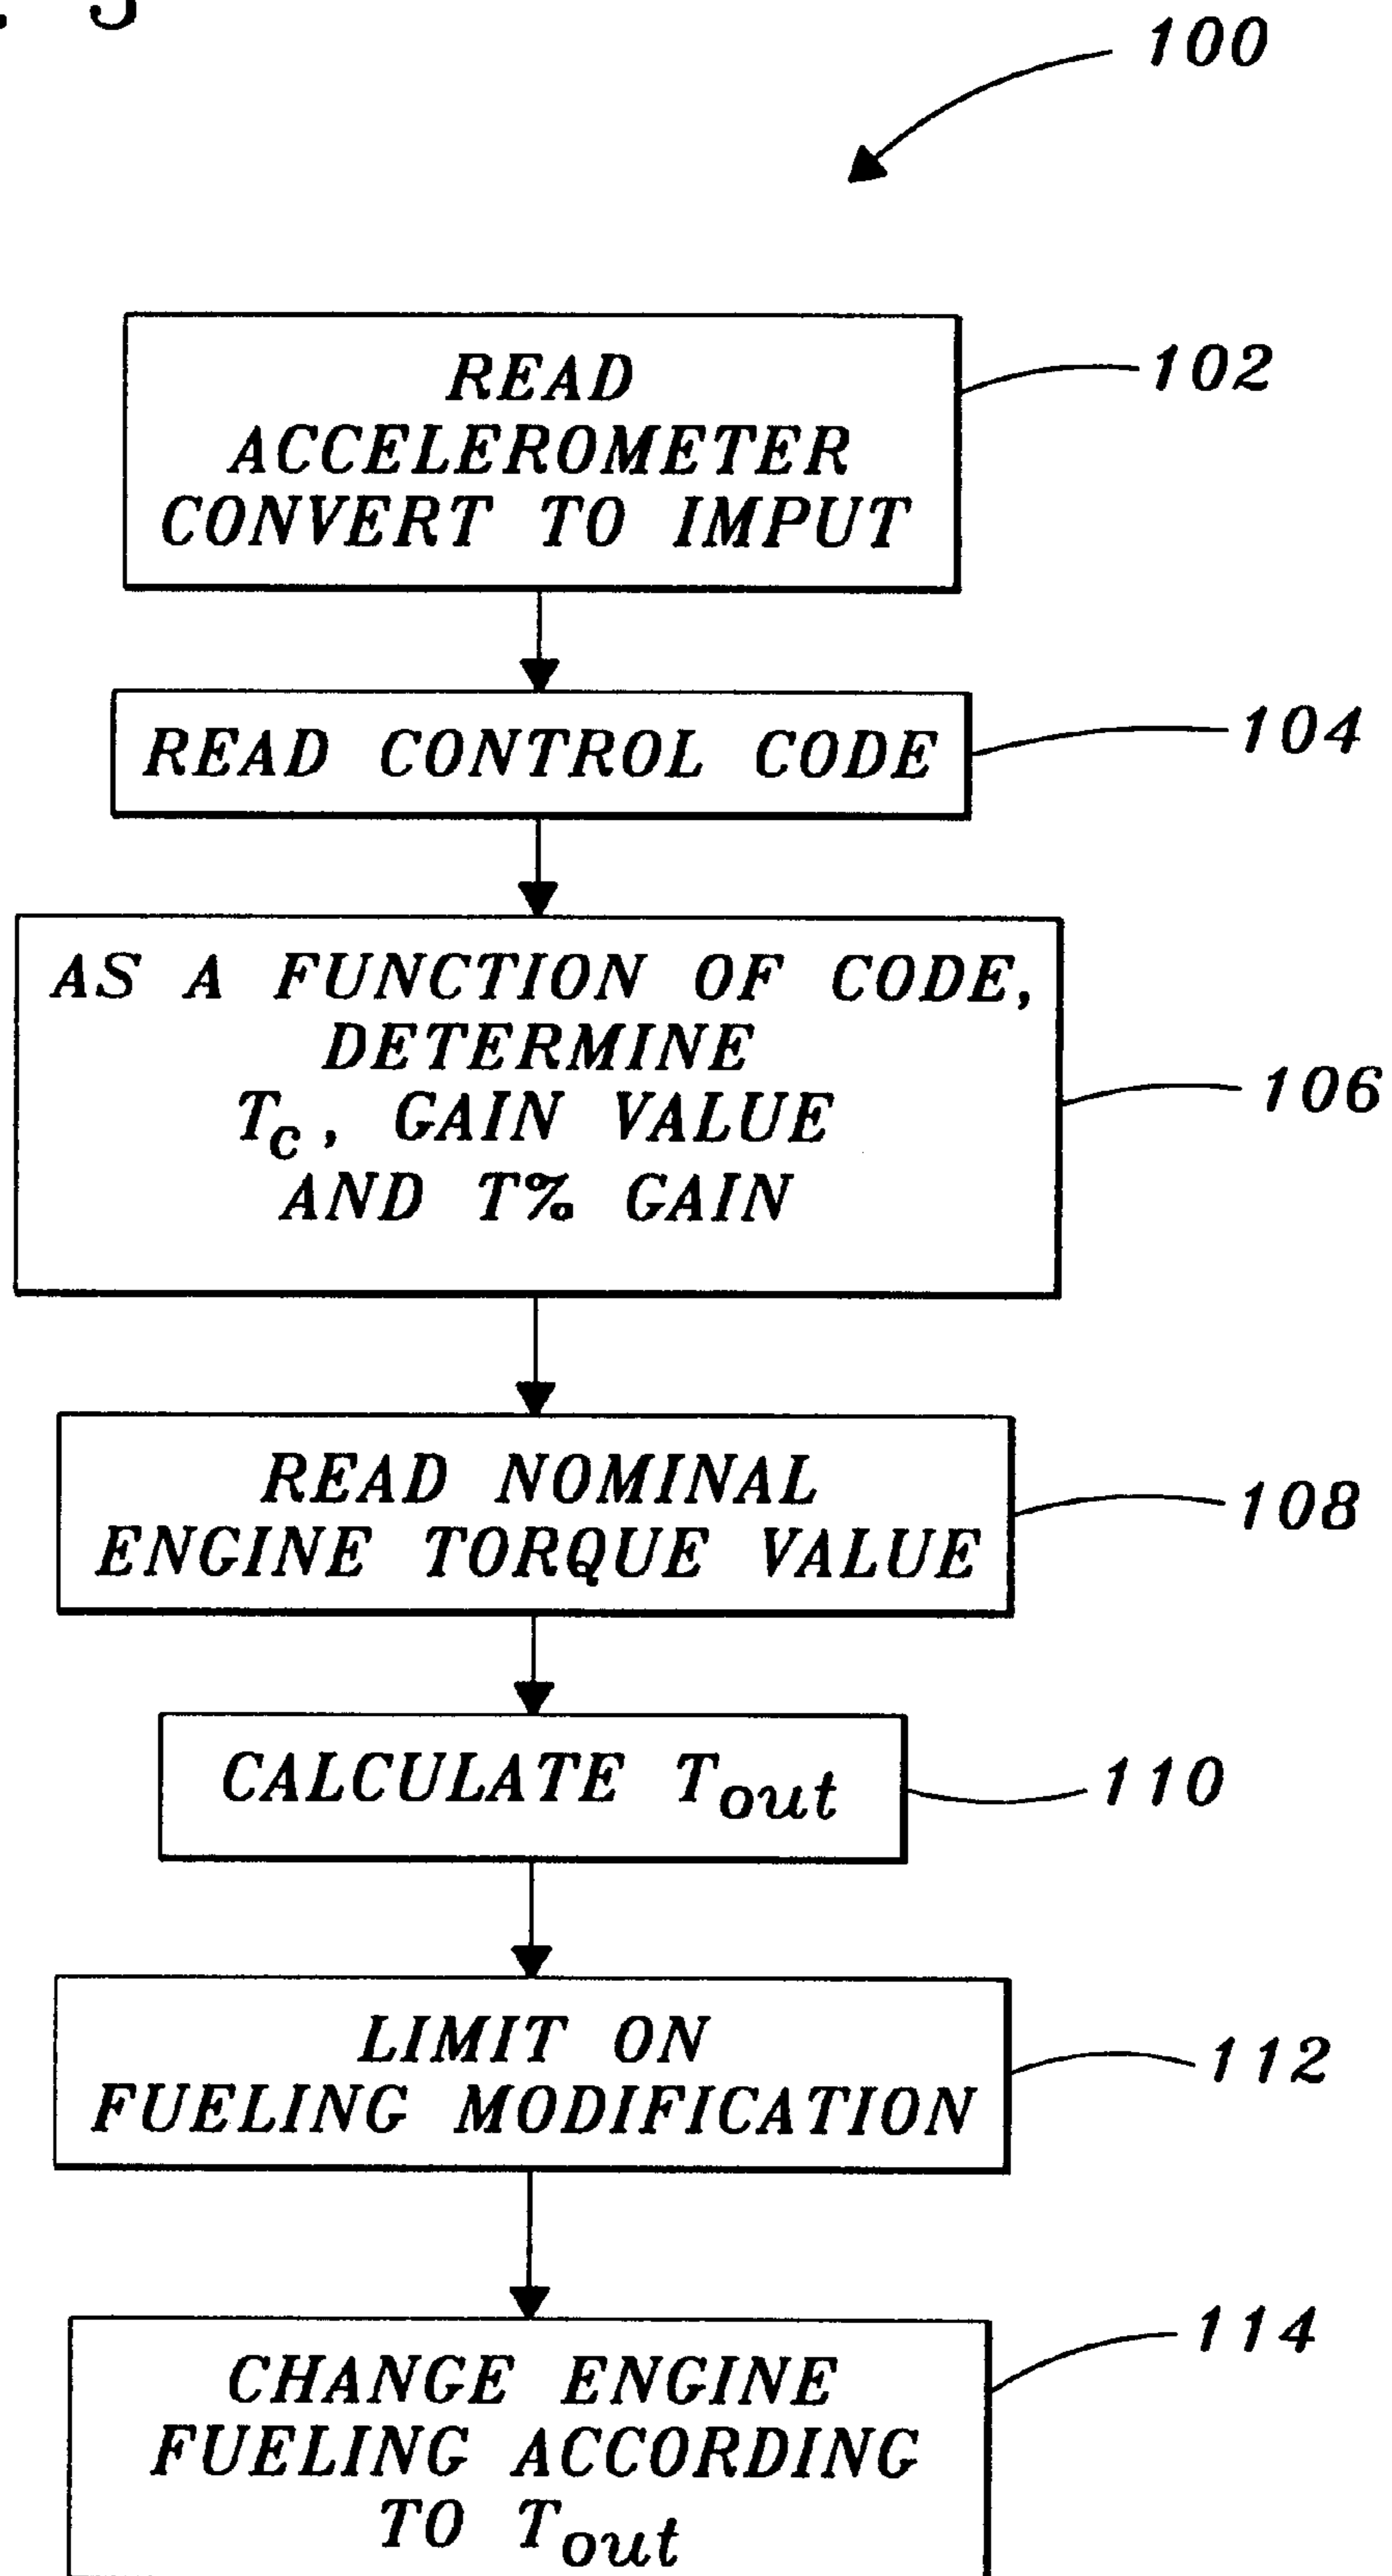 100
READ
ACCELEROMETER
CONVERT TO IMPUT
102
READ CONTROL CODE
104
AS A FUNCTION OF CODE,
DETERMINE
Tc, GAIN VALUE
AND T% GAIN
106
READ NOMINAL
ENGINE TORQUE VALUE
108
CALCULATE Tout
110
LIMIT ON
FUELING MODIFICATION
112
CHANGE ENGINE
FUELING ACCORDING
TO Tout
114